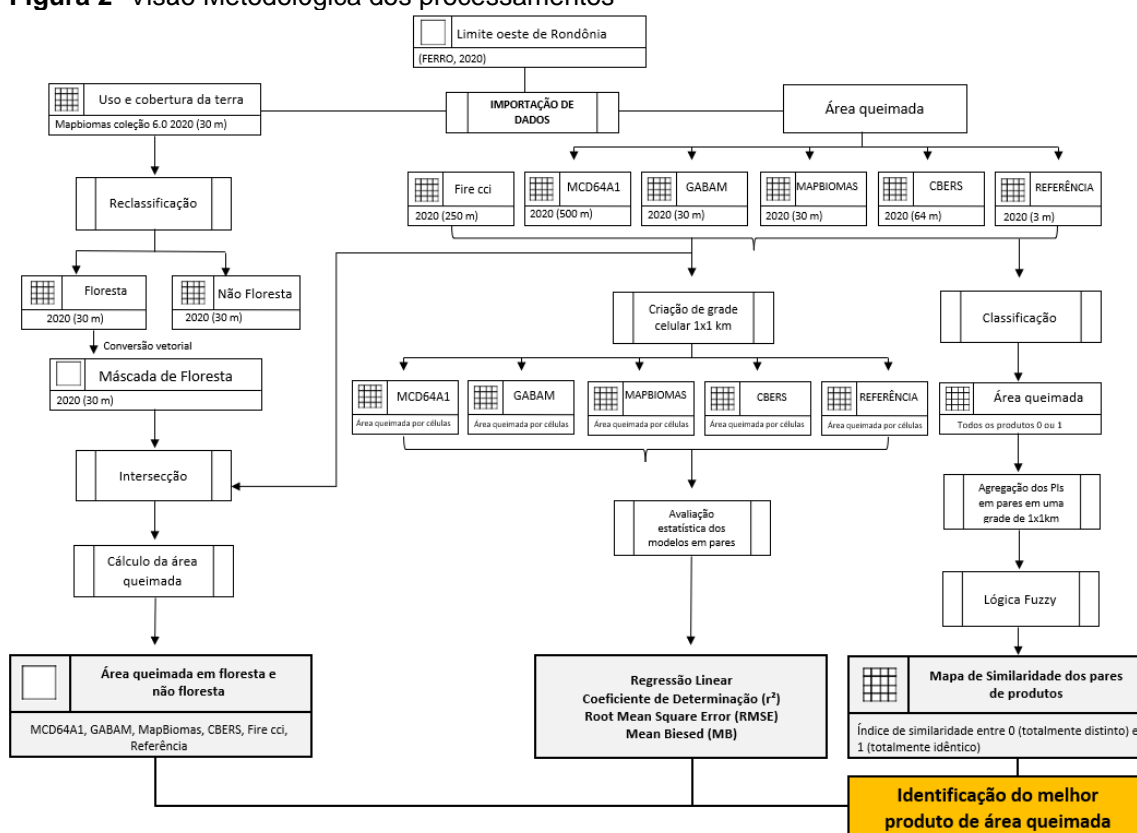 Figura 2- Visão Metodológica dos processamentos
Limite oeste de Rondônia
(FERRO, 2020)
Uso e cobertura da terra
Mapbiomas coleção 6.0 2020 (30 m)
IMPORTAÇÃO DE
DADOS
Área queimada
Reclassificação
Fire cci
2020 (250 m)
MCD64A1
2020 (500 m)
GABAM
2020 (30 m)
MAPBIOMAS
2020 (30 m)
CBERS
2020 (64 m)
REFERÊNCIA
2020 (3 m)
Floresta
2020 (30 m)
Não Floresta
2020 (30 m)
Criação de grade
celular 1x1 km
Classificação
Conversão vetorial
Máscada de Floresta
2020 (30 m)
MCD64A1
Área queimada por células
GABAM
Área queimada por células
MAPBIOMAS
Área queimada por células
CBERS
Área queimada por células
REFERÊNCIA
Área queimada por células
Área queimada
Todos os produtos 0 ou 1
Intersecção
Avaliação
estatística dos
modelos em pares
Agregação dos PIs
em pares em uma
grade de 1x1km
Cálculo da área
queimada
Lógica Fuzzy
Área queimada em floresta e
não floresta
MCD64A1, GABAM, MapBiomas, CBERS, Fire cci,
Referência
Regressão Linear
Coeficiente de Determinação (r²)
Root Mean Square Error (RMSE)
Mean Biesed (MB)
Mapa de Similaridade dos pares
de produtos
Índice de similaridade entre 0 (totalmente distinto) e
1 (totalmente idêntico)
Identificação do melhor
produto de área queimada